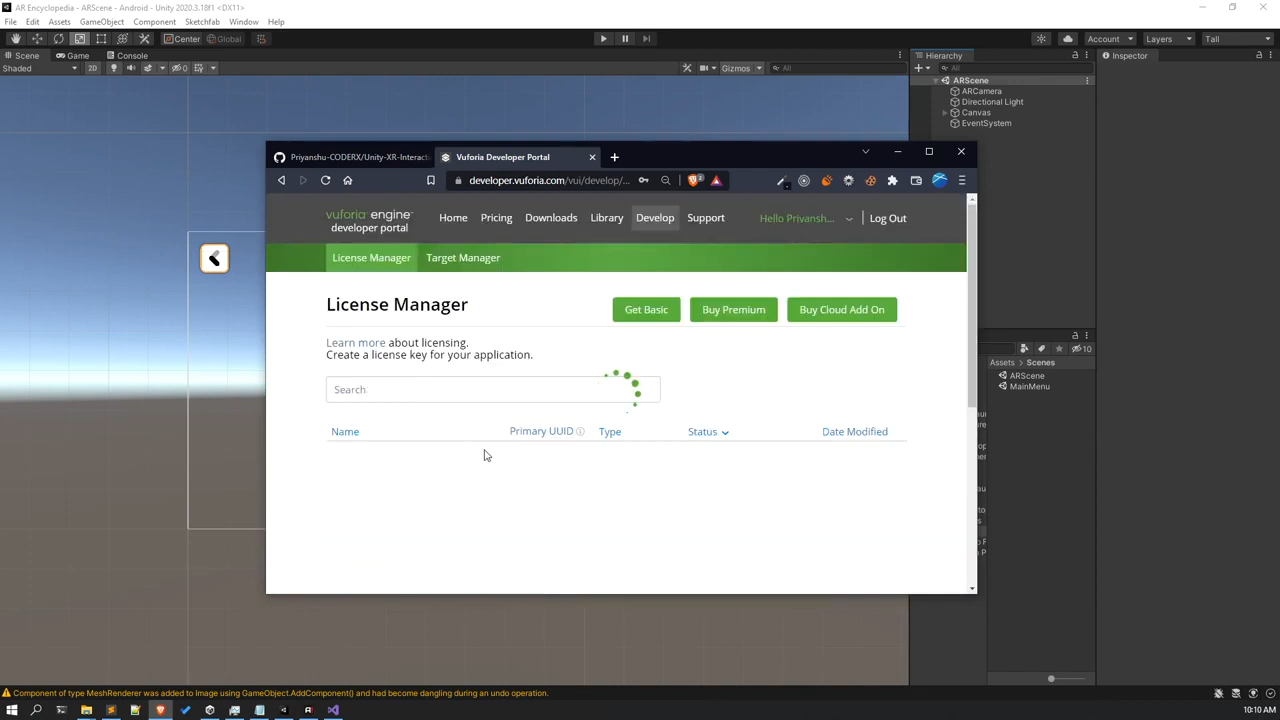 AR Encyclopedia - ARScene - Android - Unity 2020.3.18f1 <DX11>
File Edit Assets GameObject Component Sketchfab Window Help
Center Global
Account Layers Tall
Scene Game Console
Shaded 2D 0 Gizmos All
Hierarchy
All
ARScene
ARCamera
Directional Light
Canvas
EventSystem
Inspector
Priyanshu-CODERX/Unity-XR-Interact
Vuforia Developer Portal
developer.vuforia.com/vui/develop/...
2
vuforia engine™
developer portal
Home Pricing Downloads Library Develop Support Hello Priyansh... Log Out
License Manager Target Manager
License Manager
Get Basic Buy Premium Buy Cloud Add On
Learn more about licensing.
Create a license key for your application.
Search
Name Primary UUID Type Status Date Modified
10
Assets Scenes
ARScene
MainMenu
Component of type MeshRenderer was added to Image using GameObject.AddComponent() and had become dangling during an undo operation.
10:10 AM